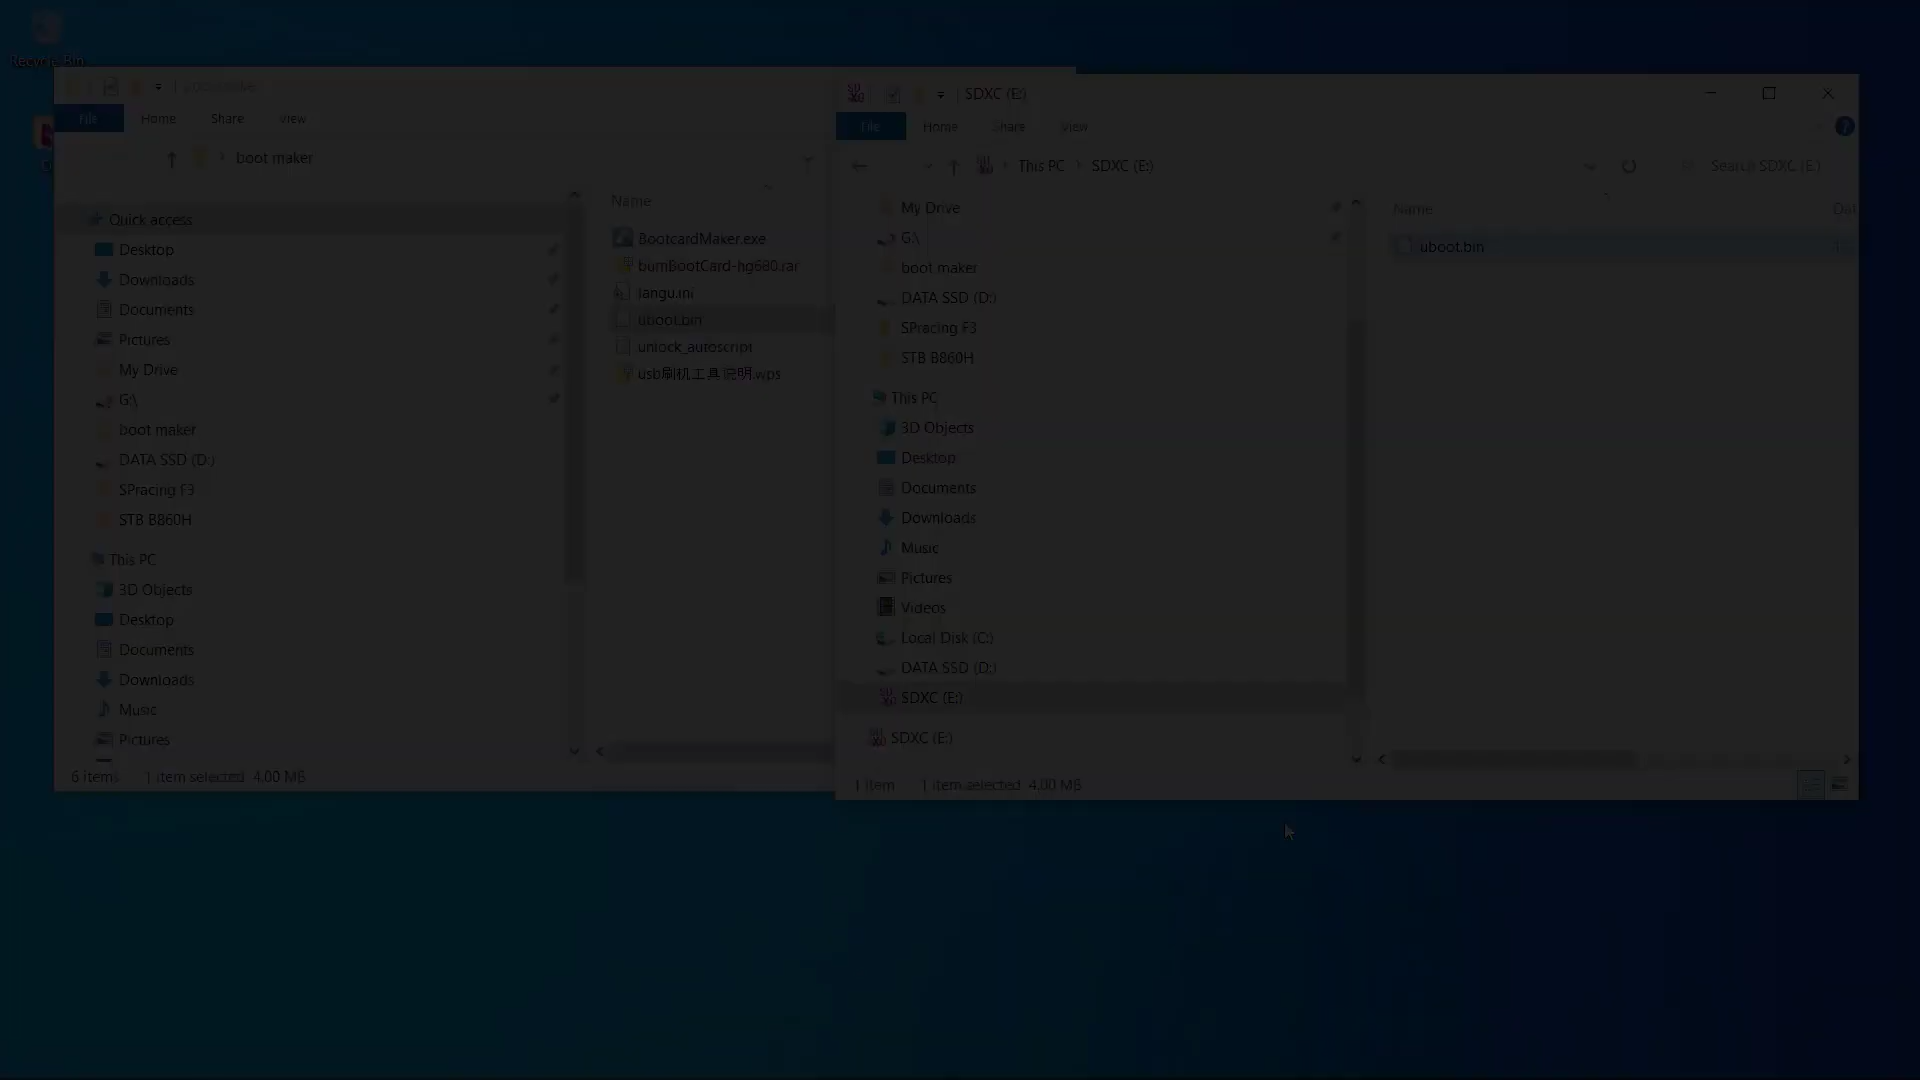 Recycle Bin
boot maker
File
Home
Share
View
boot maker
Quick access
Desktop
Downloads
Documents
Pictures
My Drive
G:\
boot maker
DATA SSD (D:)
SPracing F3
STB B860H
This PC
3D Objects
Desktop
Documents
Downloads
Music
Pictures
Name
BootcardMaker.exe
burnBootCard-hg680.rar
langu.ini
uboot.bin
unlock_autoscript
usb刷机工具说明.wps
6 items
1 item selected 4.00 MB
SDXC (E:)
File
Home
Share
View
This PC
SDXC (E:)
Search SDXC (E:)
My Drive
G:\
boot maker
DATA SSD (D:)
SPracing F3
STB B860H
This PC
3D Objects
Desktop
Documents
Downloads
Music
Pictures
Videos
Local Disk (C:)
DATA SSD (D:)
SDXC (E:)
SDXC (E:)
Name
Dat
uboot.bin
1 item
1 item selected 4.00 MB